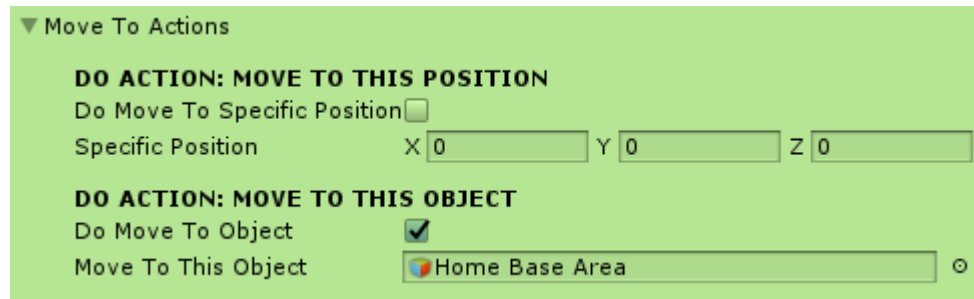 Move To Actions
DO ACTION: MOVE TO THIS POSITION
Do Move To Specific Position
Specific Position X 0 Y 0 Z 0
DO ACTION: MOVE TO THIS OBJECT
Do Move To Object
Move To This Object Home Base Area